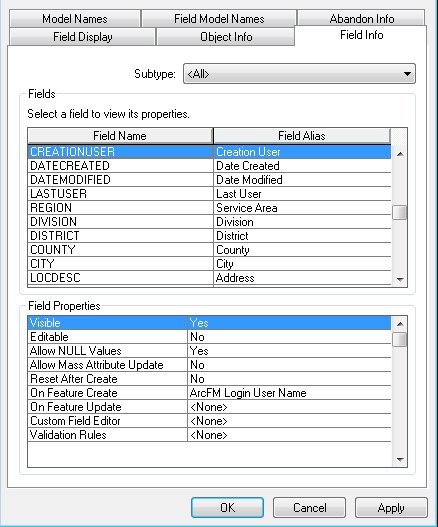 Model Names Field Model Names Abandon Info
Field Display Object Info Field Info
Subtype: <All>
Fields
Select a field to view its properties.
Field Name Field Alias
CREATIONUSER Creation User
DATECREATED Date Created
DATEMODIFIED Date Modified
LASTUSER Last User
REGION Service Area
DIVISION Division
DISTRICT District
COUNTY County
CITY City
LOCDESC Address
Field Properties
Visible Yes
Editable No
Allow NULL Values Yes
Allow Mass Attribute Update No
Reset After Create No
On Feature Create ArcFM Login User Name
On Feature Update <None>
Custom Field Editor <None>
Validation Rules <None>
OK Cancel Apply